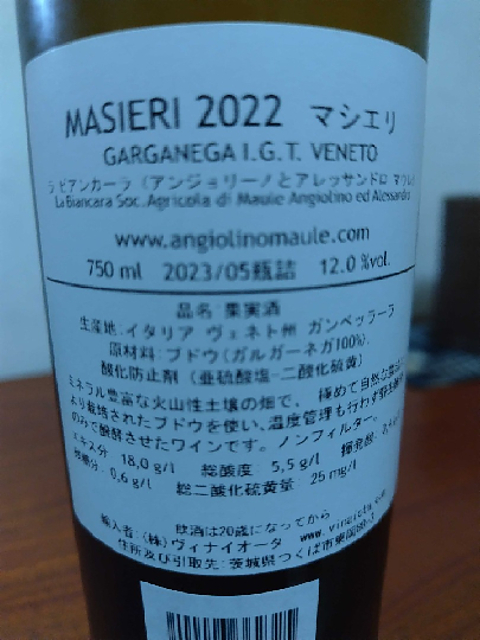 MASIERI 2022 マシエリ
GARGANEGA I.G.T. VENETO
ラ ビアンカーラ (アンジョリーノとアレッサンドロ マウレ
La Biancara Soc. Agricola di Maule Angiolino ed Alessandro
www.angiolinomaule.com
750 ml 2023/05瓶詰 12.0 %vol.
品名:果実酒
生産地:イタリア ヴェネト州 ガンベッラーラ
原材料:ブドウ(ガルガーネガ100%)、
酸化防止剤 (亜硫酸塩-二酸化硫黄)
ミネラル豊富な火山性土壌の畑で、極めて自然な
より栽培されたブドウを使い、温度管理も行わず
のみで醗酵させたワインです。ノンフィルター。
エキス分: 18,0 g/l 総酸度: 5,5 g/l 揮発酸:
残糖分: 0,6 g/l 総二酸化硫黄量: 25 mg/l
飲酒は20歳になってから
輸入者: (株)ヴィナイオータ
住所及び引取先: 茨城県つくば市東岡